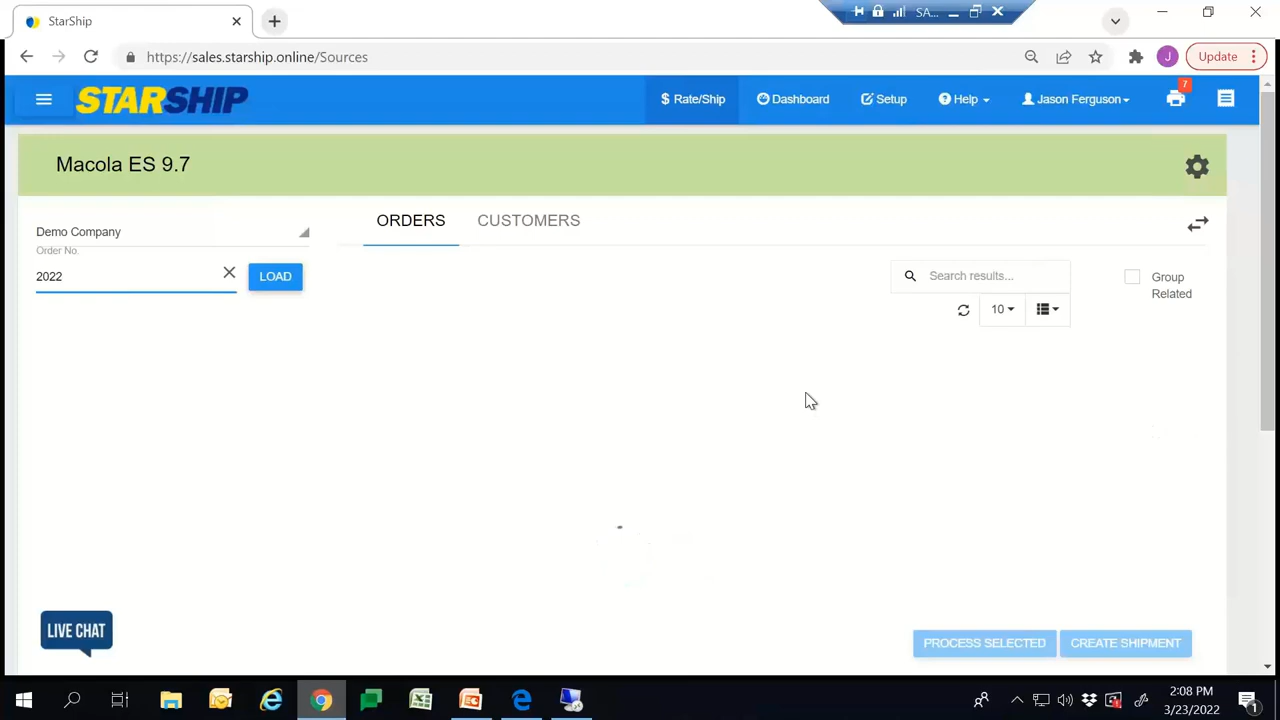 StarShip
SA...
https://sales.starship.online/Sources
J
Update
STARSHIP
$ Rate/Ship
Dashboard
Setup
Help
Jason Ferguson
7
Macola ES 9.7
Demo Company
ORDERS
CUSTOMERS
Order No.
2022
LOAD
Search results...
Group
Related
10
LIVE CHAT
PROCESS SELECTED
CREATE SHIPMENT
2:08 PM
3/23/2022
1